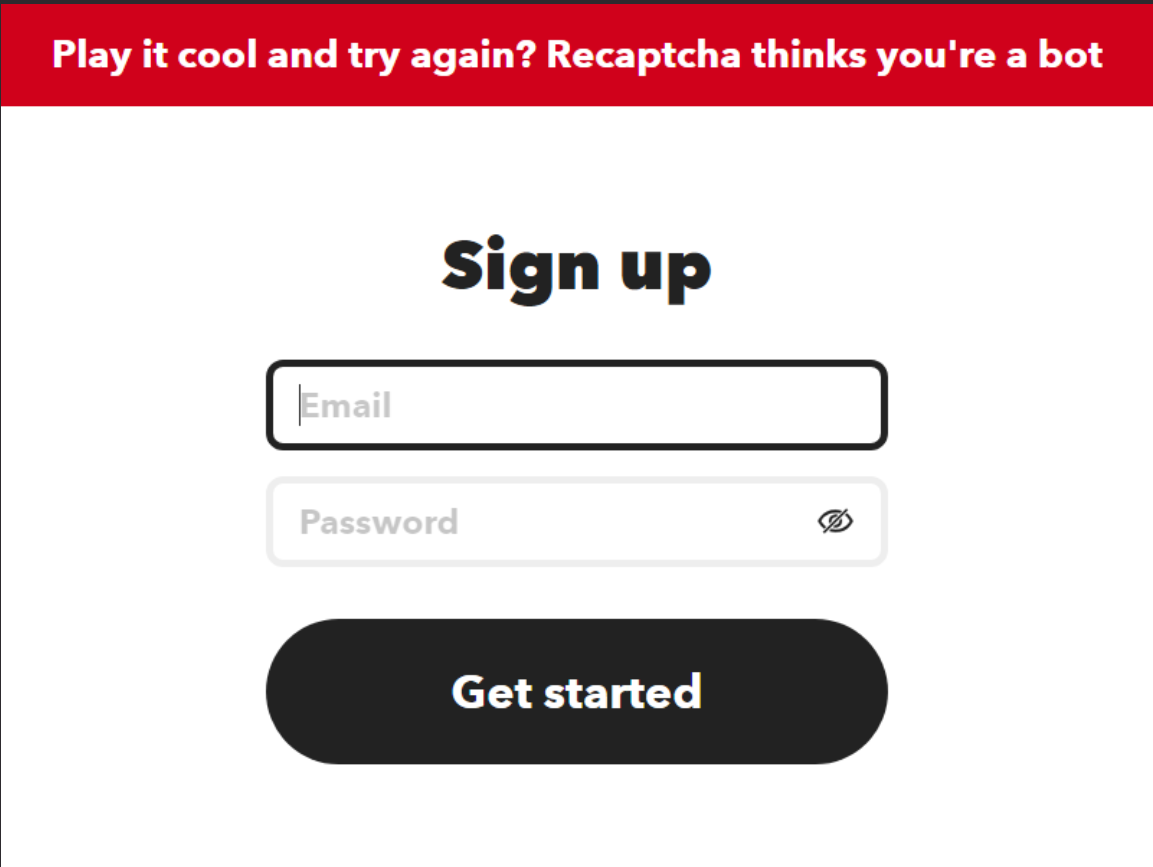 Play it cool and try again? Recaptcha thinks you're a bot
Sign up
Email
Password
Get started